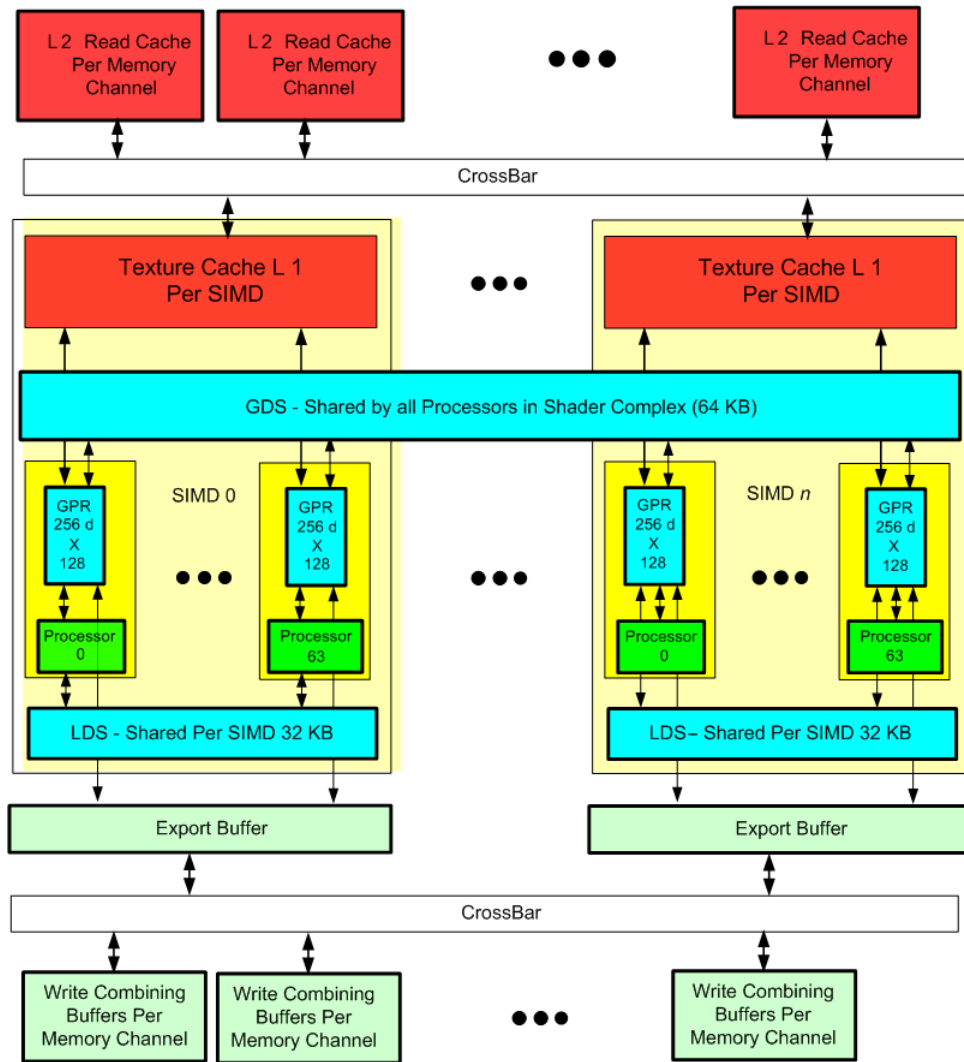 L 2 Read Cache
Per Memory
Channel
L 2 Read Cache
Per Memory
Channel
L 2 Read Cache
Per Memory
Channel
CrossBar
Texture Cache L 1
Per SIMD
Texture Cache L 1
Per SIMD
GDS - Shared by all Processors in Shader Complex (64 KB)
SIMD 0
GPR
256 d
X
128
GPR
256 d
X
128
Processor
0
Processor
63
SIMD n
GPR
256 d
X
128
GPR
256 d
X
128
Processor
0
Processor
63
LDS - Shared Per SIMD 32 KB
LDS– Shared Per SIMD 32 KB
Export Buffer
Export Buffer
CrossBar
Write Combining
Buffers Per
Memory Channel
Write Combining
Buffers Per
Memory Channel
Write Combining
Buffers Per
Memory Channel